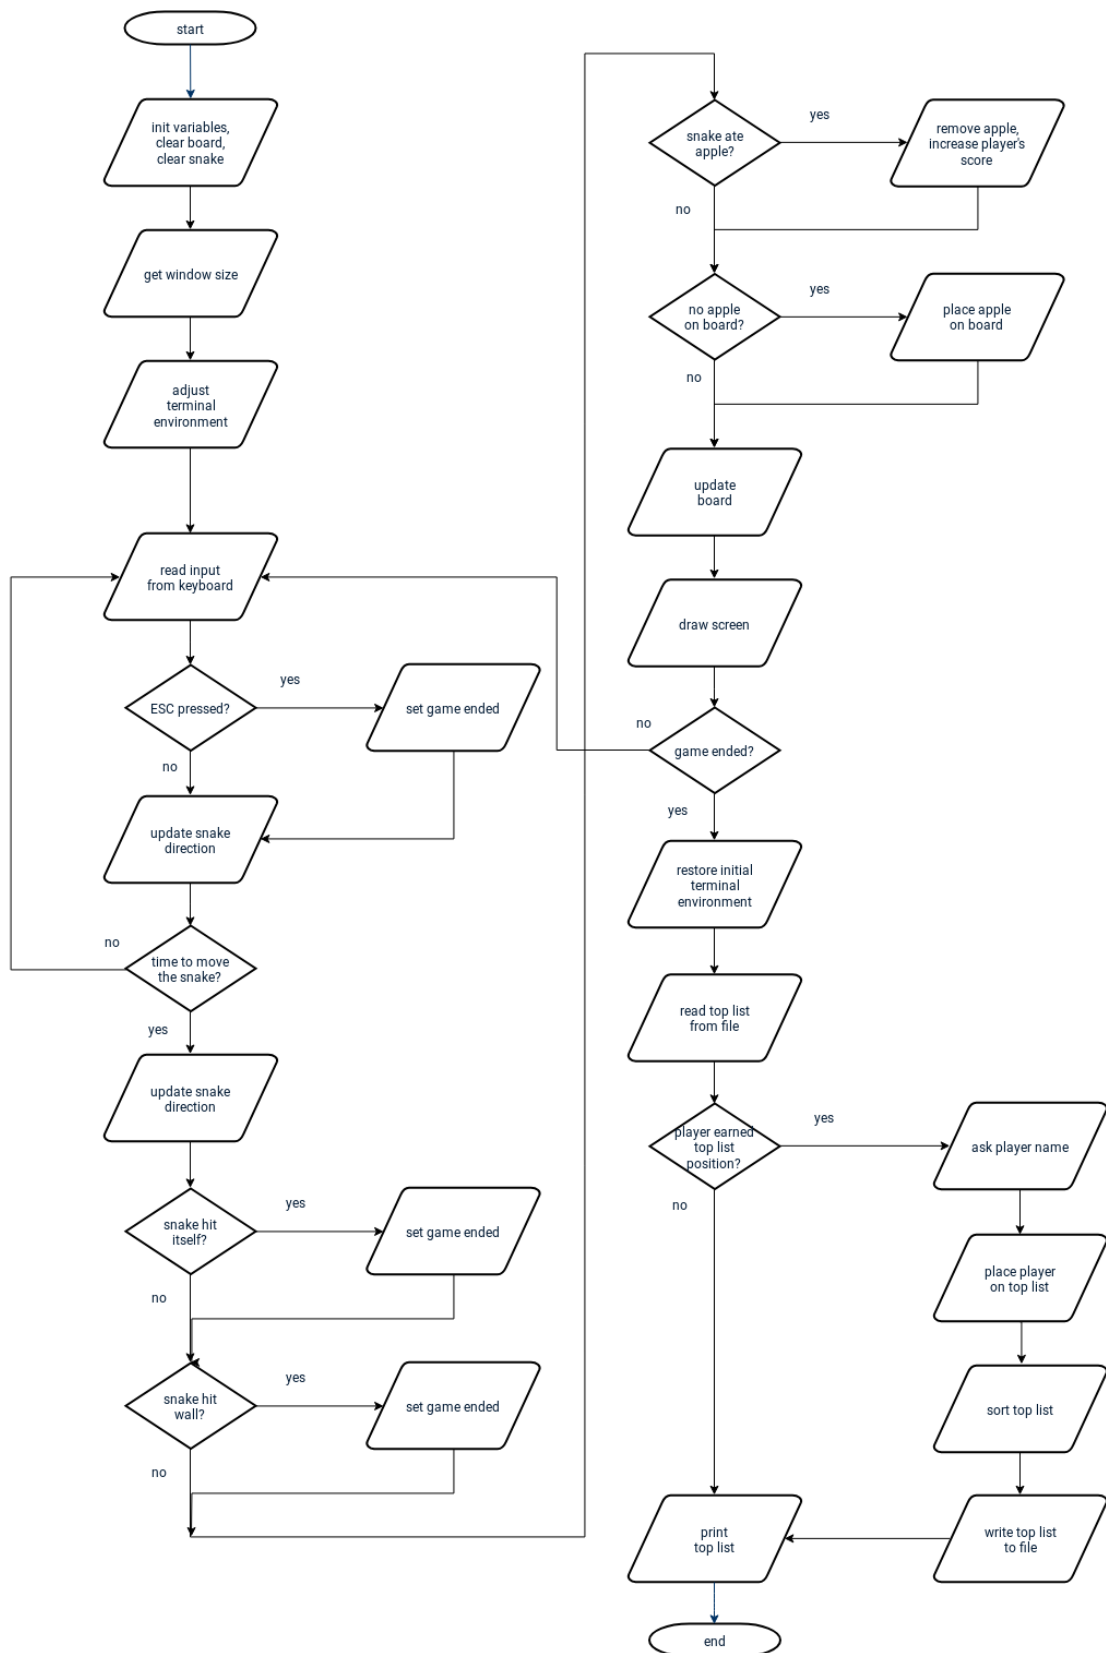 start
init variables,
clear board,
clear snake
get window size
adjust
terminal
environment
read input
from keyboard
ESC pressed?
yes
set game ended
no
update snake
direction
no
time to move
the snake?
yes
update snake
direction
snake hit
itself?
yes
set game ended
no
snake hit
wall?
yes
set game ended
no
snake ate
apple?
yes
remove apple,
increase player's
score
no
no apple
on board?
yes
place apple
on board
no
update
board
draw screen
no
game ended?
yes
restore initial
terminal
environment
read top list
from file
player earned
top list
position?
yes
ask player name
no
place player
on top list
sort top list
write top list
to file
print
top list
end